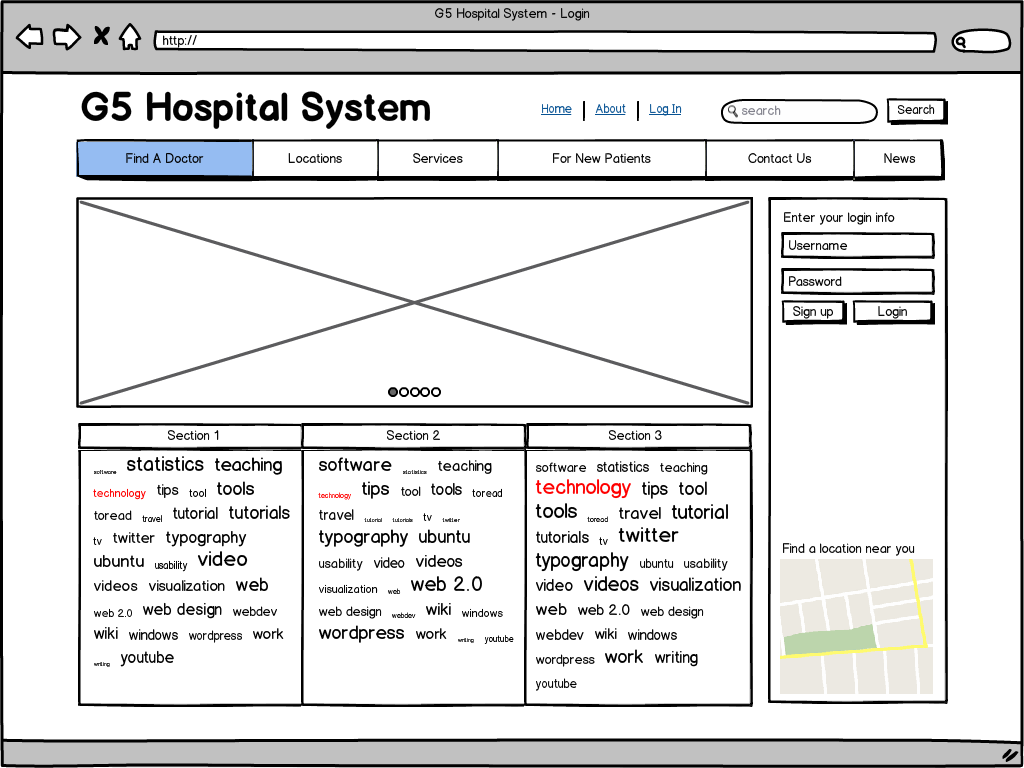 G5 Hospital System - Login
http://
G5 Hospital System
Home About Log In
search
Search
Find A Doctor Locations Services For New Patients Contact Us News
Enter your login info
Username
Password
Sign up Login
Section 1
software statistics teaching
technology tips tool tools
toread travel tutorial tutorials
tv twitter typography
ubuntu usability video
videos visualization web
web 2.0 web design webdev
wiki windows wordpress work
writing youtube
Section 2
software statistics teaching
technology tips tool tools toread
travel tutorial tutorials tv twitter
typography ubuntu
usability video videos
visualization web web 2.0
web design webdev wiki windows
wordpress work writing youtube
Section 3
software statistics teaching
technology tips tool
tools toread travel tutorial
tutorials tv twitter
typography ubuntu usability
video videos visualization
web web 2.0 web design
webdev wiki windows
wordpress work writing
youtube
Find a location near you